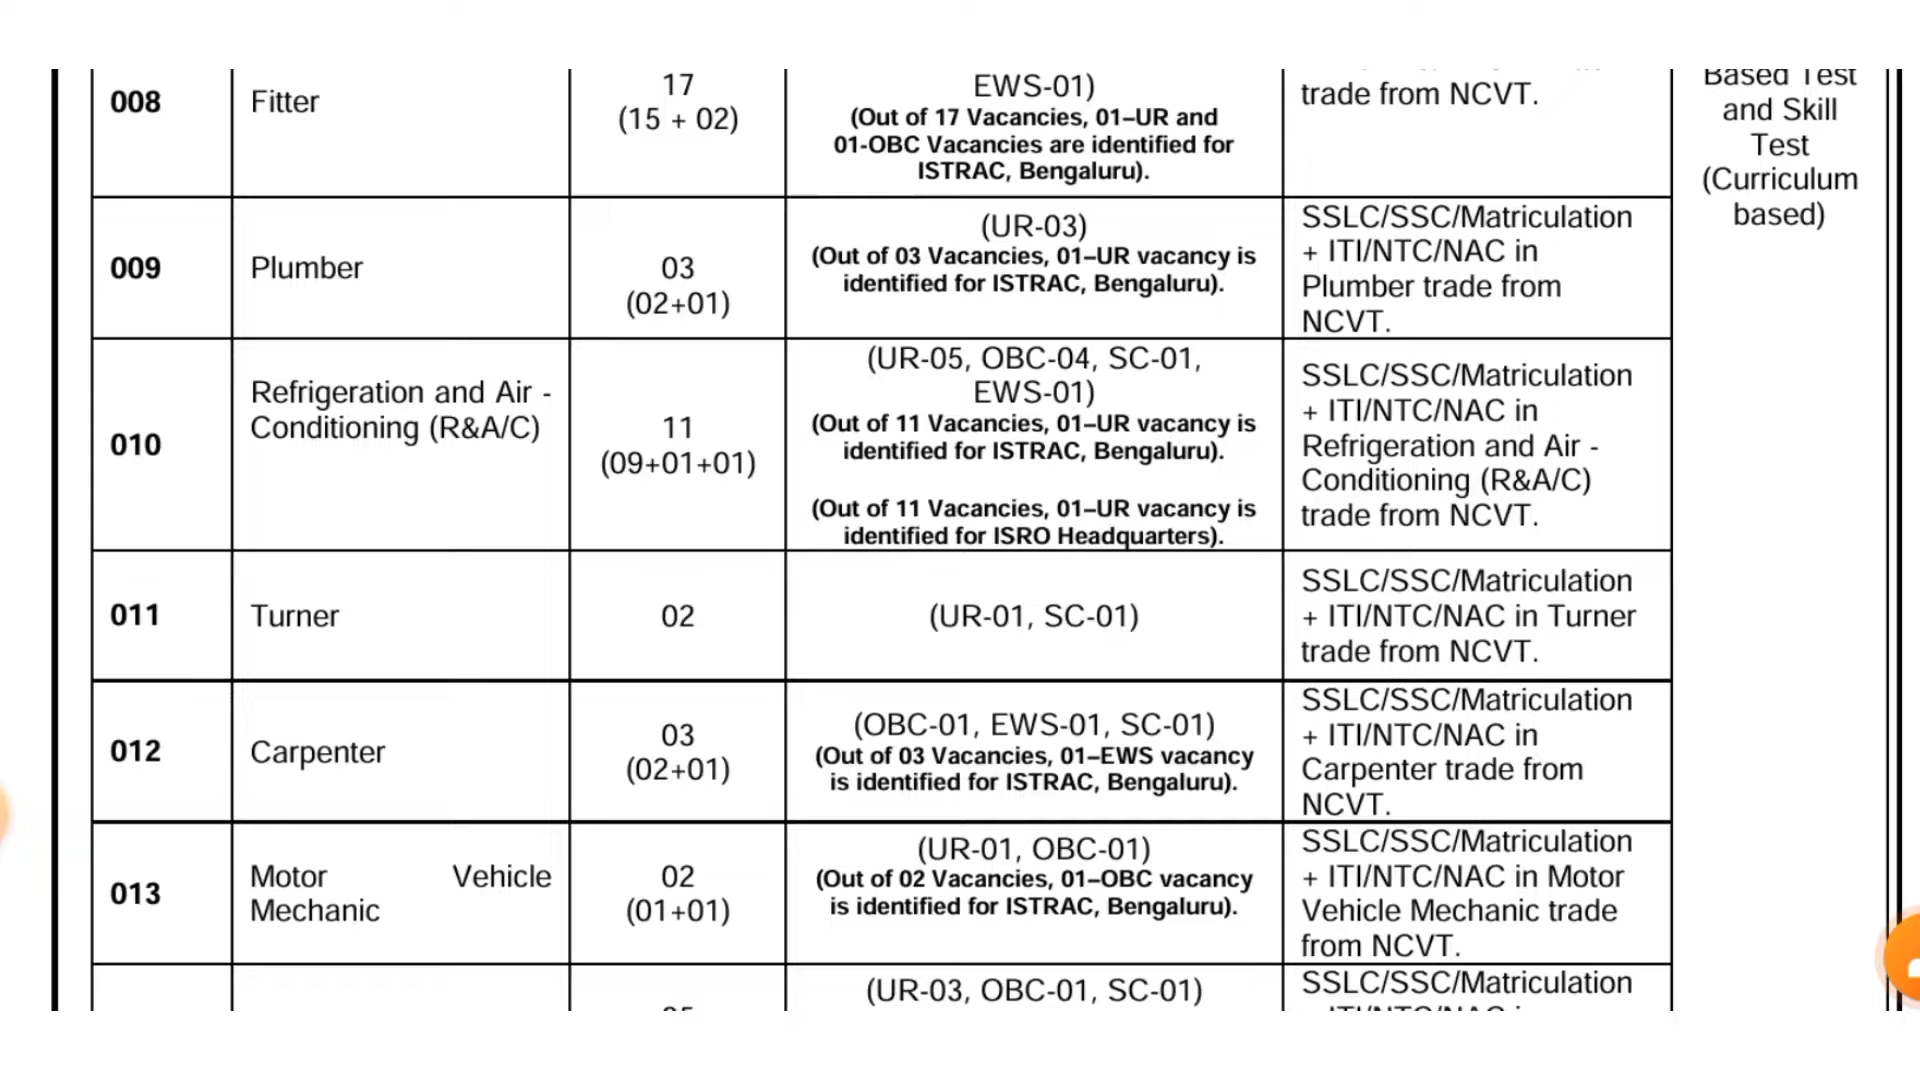 008
Fitter
17
(15 + 02)
EWS-01)
(Out of 17 Vacancies, 01–UR and
01-OBC Vacancies are identified for
ISTRAC, Bengaluru).
trade from NCVT.
Based Test
and Skill
Test
(Curriculum
based)
009
Plumber
03
(02+01)
(UR-03)
(Out of 03 Vacancies, 01–UR vacancy is
identified for ISTRAC, Bengaluru).
SSLC/SSC/Matriculation
+ ITI/NTC/NAC in
Plumber trade from
NCVT.
010
Refrigeration and Air -
Conditioning (R&A/C)
11
(09+01+01)
(UR-05, OBC-04, SC-01,
EWS-01)
(Out of 11 Vacancies, 01–UR vacancy is
identified for ISTRAC, Bengaluru).
(Out of 11 Vacancies, 01–UR vacancy is
identified for ISRO Headquarters).
SSLC/SSC/Matriculation
+ ITI/NTC/NAC in
Refrigeration and Air -
Conditioning (R&A/C)
trade from NCVT.
011
Turner
02
(UR-01, SC-01)
SSLC/SSC/Matriculation
+ ITI/NTC/NAC in Turner
trade from NCVT.
012
Carpenter
03
(02+01)
(OBC-01, EWS-01, SC-01)
(Out of 03 Vacancies, 01–EWS vacancy
is identified for ISTRAC, Bengaluru).
SSLC/SSC/Matriculation
+ ITI/NTC/NAC in
Carpenter trade from
NCVT.
013
Motor Vehicle
Mechanic
02
(01+01)
(UR-01, OBC-01)
(Out of 02 Vacancies, 01–OBC vacancy
is identified for ISTRAC, Bengaluru).
SSLC/SSC/Matriculation
+ ITI/NTC/NAC in Motor
Vehicle Mechanic trade
from NCVT.
(UR-03, OBC-01, SC-01)
SSLC/SSC/Matriculation